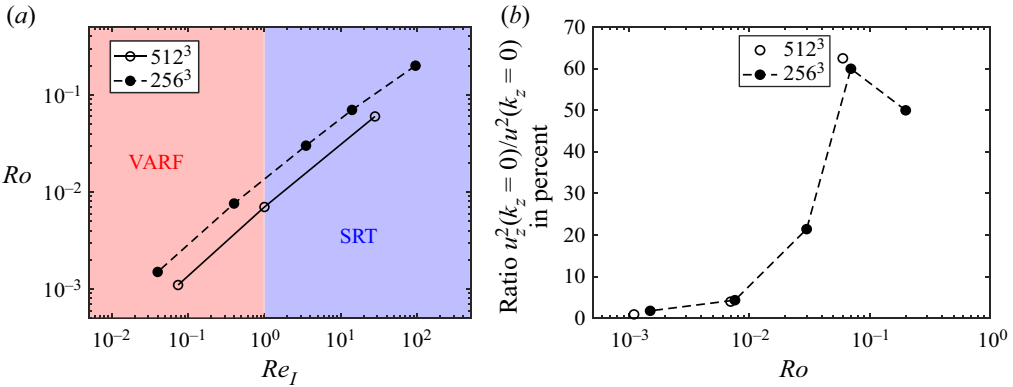 (a)
512³
256³
VARF
SRT
Ro
10⁻¹
10⁻²
10⁻³
10⁻² 10⁻¹ 10⁰ 10¹ 10²
Re_I
(b)
512³
256³
Ratio u_z²(k_z = 0)/u²(k_z = 0)
in percent
70
60
50
40
30
20
10
0
10⁻³ 10⁻² 10⁻¹ 10⁰
Ro